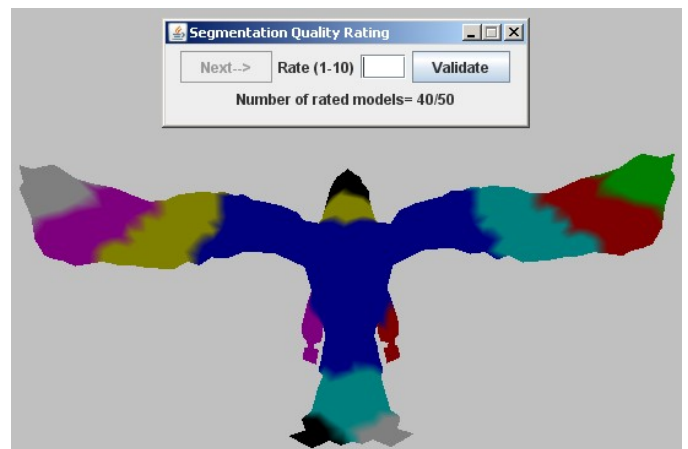 Segmentation Quality Rating
Next--> Rate (1-10) Validate
Number of rated models= 40/50